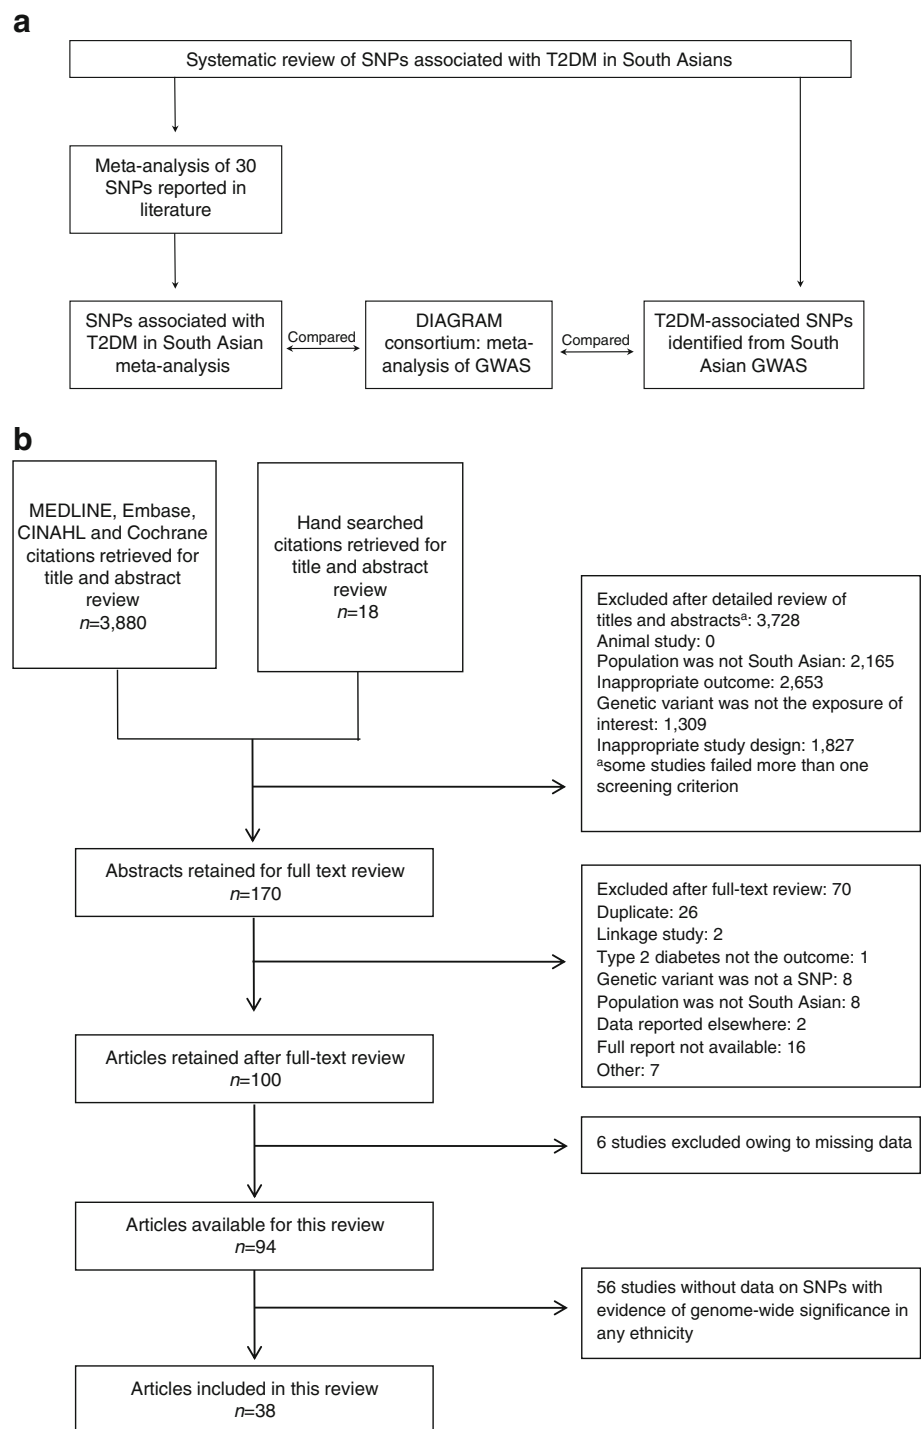 a
Systematic review of SNPs associated with T2DM in South Asians
Meta-analysis of 30
SNPs reported in
literature
SNPs associated with
T2DM in South Asian
meta-analysis
Compared
DIAGRAM
consortium: meta-
analysis of GWAS
Compared
T2DM-associated SNPs
identified from South
Asian GWAS
b
MEDLINE, Embase,
CINAHL and Cochrane
citations retrieved for
title and abstract
review
n=3,880
Hand searched
citations retrieved for
title and abstract
review
n=18
Excluded after detailed review of
titles and abstractsᵃ: 3,728
Animal study: 0
Population was not South Asian: 2,165
Inappropriate outcome: 2,653
Genetic variant was not the exposure of
interest: 1,309
Inappropriate study design: 1,827
ᵃsome studies failed more than one
screening criterion
Abstracts retained for full text review
n=170
Excluded after full-text review: 70
Duplicate: 26
Linkage study: 2
Type 2 diabetes not the outcome: 1
Genetic variant was not a SNP: 8
Population was not South Asian: 8
Data reported elsewhere: 2
Full report not available: 16
Other: 7
Articles retained after full-text review
n=100
6 studies excluded owing to missing data
Articles available for this review
n=94
56 studies without data on SNPs with
evidence of genome-wide significance in
any ethnicity
Articles included in this review
n=38